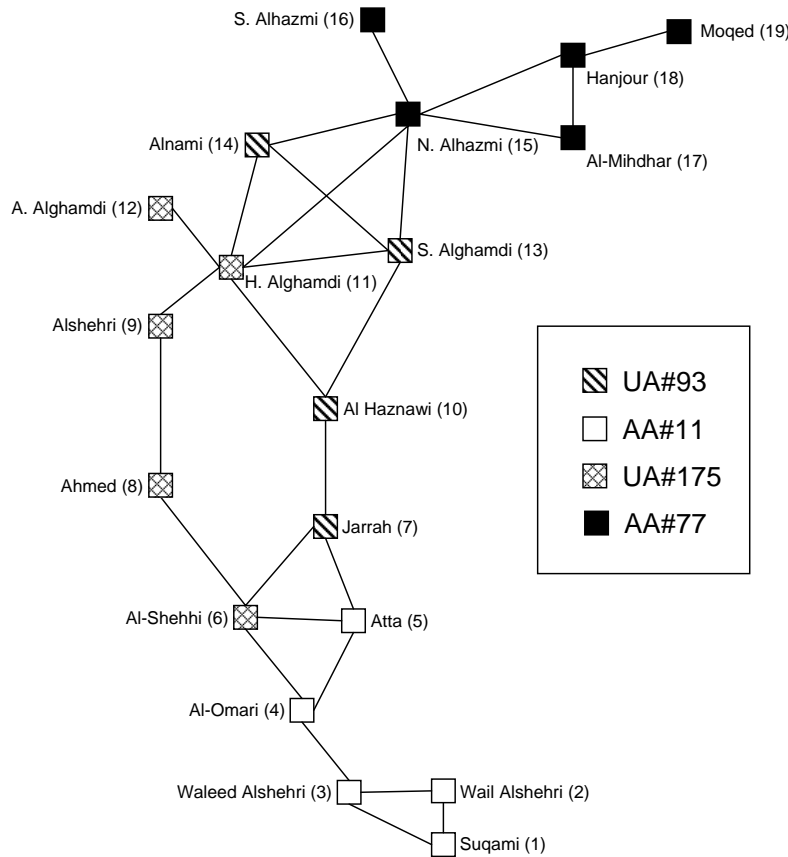 S. Alhazmi (16)
Moqed (19)
Hanjour (18)
Alnami (14)
N. Alhazmi (15)
Al-Mihdhar (17)
A. Alghamdi (12)
S. Alghamdi (13)
H. Alghamdi (11)
Alshehri (9)
UA#93
Al Haznawi (10)
AA#11
UA#175
AA#77
Ahmed (8)
Jarrah (7)
Al-Shehhi (6)
Atta (5)
Al-Omari (4)
Waleed Alshehri (3)
Wail Alshehri (2)
Suqami (1)